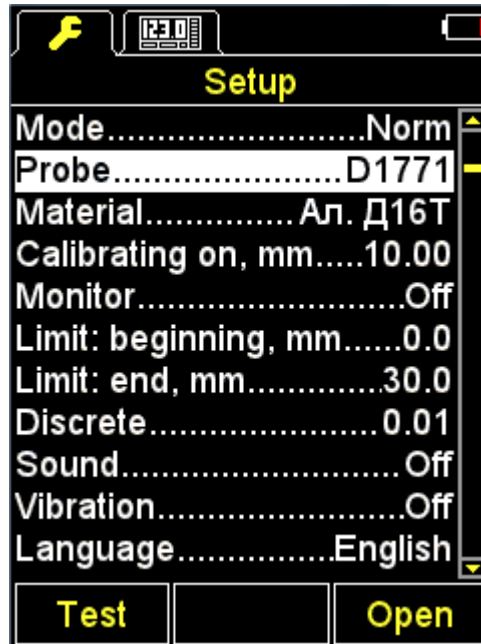 123.0
Setup
Mode..........................Norm
Probe.......................D1771
Material...............Ал. Д16Т
Calibrating on, mm.....10.00
Monitor...........................Off
Limit: beginning, mm......0.0
Limit: end, mm..............30.0
Discrete.......................0.01
Sound............................Off
Vibration........................Off
Language................English
Test
Open